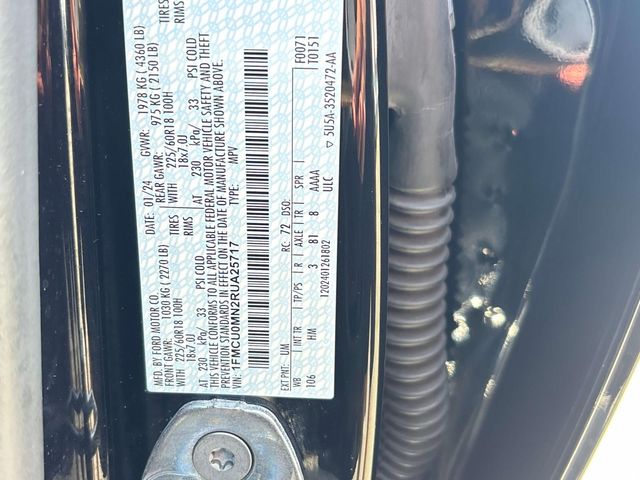 MFD. BY FORD MOTOR CO.
DATE: 01/24 GVWR: 1978 KG ( 4360 LB)
FRONT GAWR: 1030 KG ( 2270 LB) REAR GAWR: 975 KG ( 2150 LB)
WITH 225/60R18 100H TIRES WITH 225/60R18 100H TIRES
18x7.0J RIMS 18x7.0J RIMS
AT 230 kPa/ 33 PSI COLD AT 230 kPa/ 33 PSI COLD
THIS VEHICLE CONFORMS TO ALL APPLICABLE FEDERAL MOTOR VEHICLE SAFETY AND THEFT
PREVENTION STANDARDS IN EFFECT ON THE DATE OF MANUFACTURE SHOWN ABOVE.
VIN: 1FMCU0MN2RUA25717 TYPE: MPV
F0071
T0151
EXT PNT: UM RC: 72 DSO:
WB INT TR TP/PS R AXLE TR SPR
106 HM 3 81 8 AAAA
ULC
1202401261802
▽ 5U5A-3520472-AA